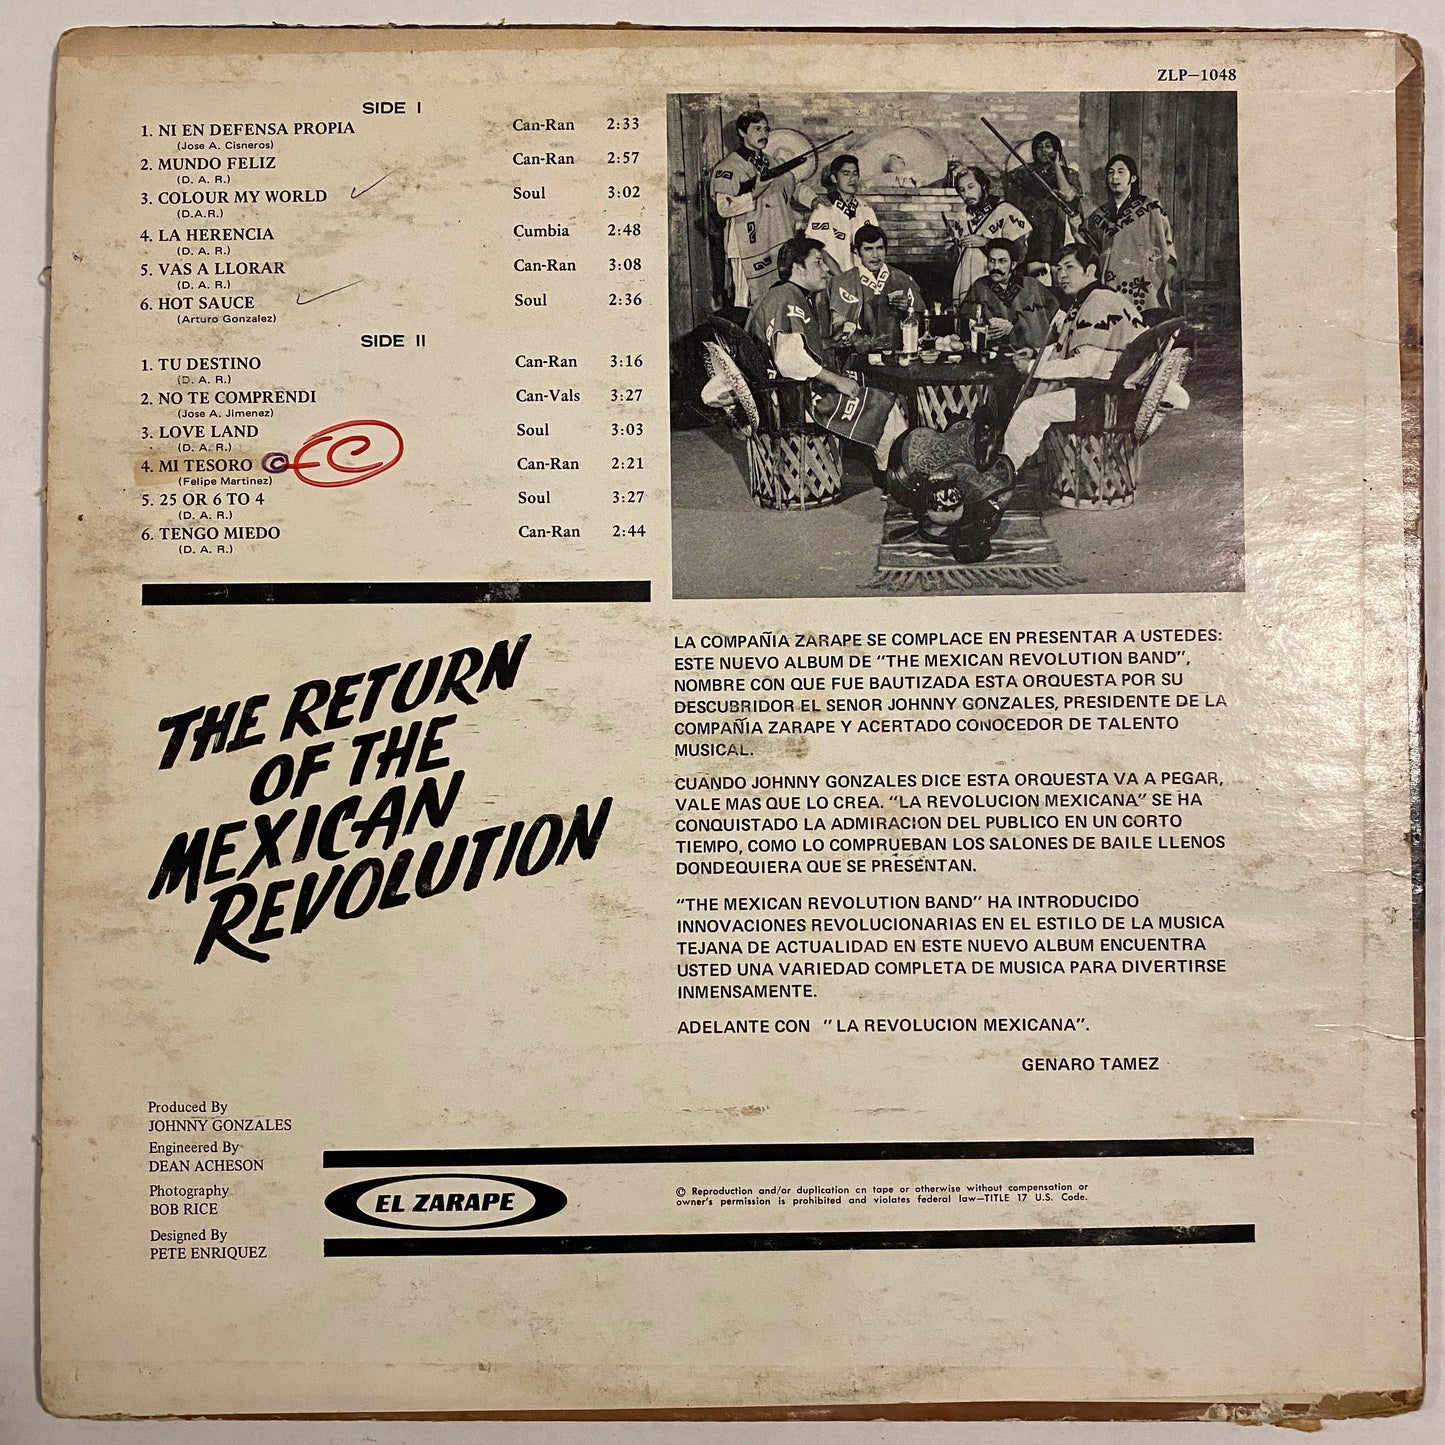 ZLP-1048
SIDE I
1. NI EN DEFENSA PROPIA Can-Ran 2:33
(Jose A. Cisneros)
2. MUNDO FELIZ Can-Ran 2:57
(D. A. R.)
3. COLOUR MY WORLD Soul 3:02
(D.A.R.)
4. LA HERENCIA Cumbia 2:48
(D. A. R.)
5. VAS A LLORAR Can-Ran 3:08
(D. A. R.)
6. HOT SAUCE Soul 2:36
(Arturo Gonzalez)
SIDE II
1. TU DESTINO Can-Ran 3:16
(D. A. R.)
2. NO TE COMPRENDI Can-Vals 3:27
(Jose A. Jimenez)
3. LOVE LAND Soul 3:03
(D. A. R.)
4. MI TESORO © EC Can-Ran 2:21
(Felipe Martinez)
5. 25 OR 6 TO 4 Soul 3:27
(D. A. R.)
6. TENGO MIEDO Can-Ran 2:44
(D. A. R.)
THE RETURN
OF THE
MEXICAN
REVOLUTION
LA COMPAÑIA ZARAPE SE COMPLACE EN PRESENTAR A USTEDES:
ESTE NUEVO ALBUM DE "THE MEXICAN REVOLUTION BAND",
NOMBRE CON QUE FUE BAUTIZADA ESTA ORQUESTA POR SU
DESCUBRIDOR EL SENOR JOHNNY GONZALES, PRESIDENTE DE LA
COMPAÑIA ZARAPE Y ACERTADO CONOCEDOR DE TALENTO
MUSICAL.
CUANDO JOHNNY GONZALES DICE ESTA ORQUESTA VA A PEGAR,
VALE MAS QUE LO CREA. "LA REVOLUCION MEXICANA" SE HA
CONQUISTADO LA ADMIRACION DEL PUBLICO EN UN CORTO
TIEMPO, COMO LO COMPRUEBAN LOS SALONES DE BAILE LLENOS
DONDEQUIERA QUE SE PRESENTAN.
"THE MEXICAN REVOLUTION BAND" HA INTRODUCIDO
INNOVACIONES REVOLUCIONARIAS EN EL ESTILO DE LA MUSICA
TEJANA DE ACTUALIDAD EN ESTE NUEVO ALBUM ENCUENTRA
USTED UNA VARIEDAD COMPLETA DE MUSICA PARA DIVERTIRSE
INMENSAMENTE.
ADELANTE CON "LA REVOLUCION MEXICANA".
GENARO TAMEZ
Produced By
JOHNNY GONZALES
Engineered By
DEAN ACHESON
Photography
BOB RICE
Designed By
PETE ENRIQUEZ
EL ZARAPE
© Reproduction and/or duplication cn tape or otherwise without compensation or
owner's permission is prohibited and violates federal law—TITLE 17 U.S. Code.